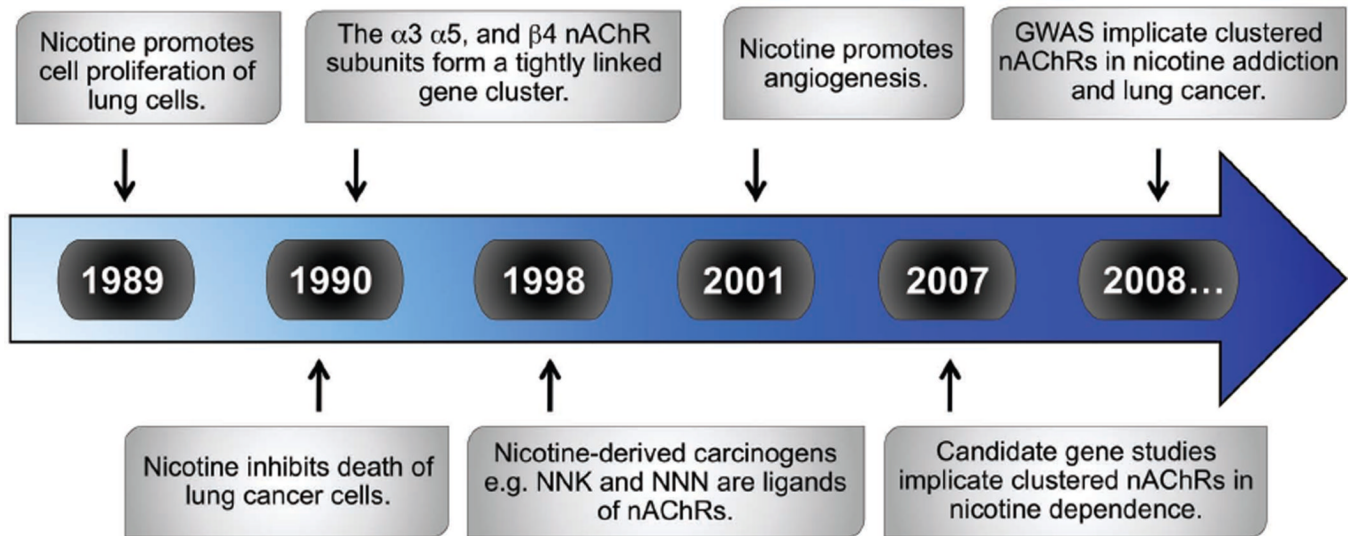 Nicotine promotes
cell proliferation of
lung cells.
The α3 α5, and β4 nAChR
subunits form a tightly linked
gene cluster.
Nicotine promotes
angiogenesis.
GWAS implicate clustered
nAChRs in nicotine addiction
and lung cancer.
1989
1990
1998
2001
2007
2008...
Nicotine inhibits death of
lung cancer cells.
Nicotine-derived carcinogens
e.g. NNK and NNN are ligands
of nAChRs.
Candidate gene studies
implicate clustered nAChRs in
nicotine dependence.